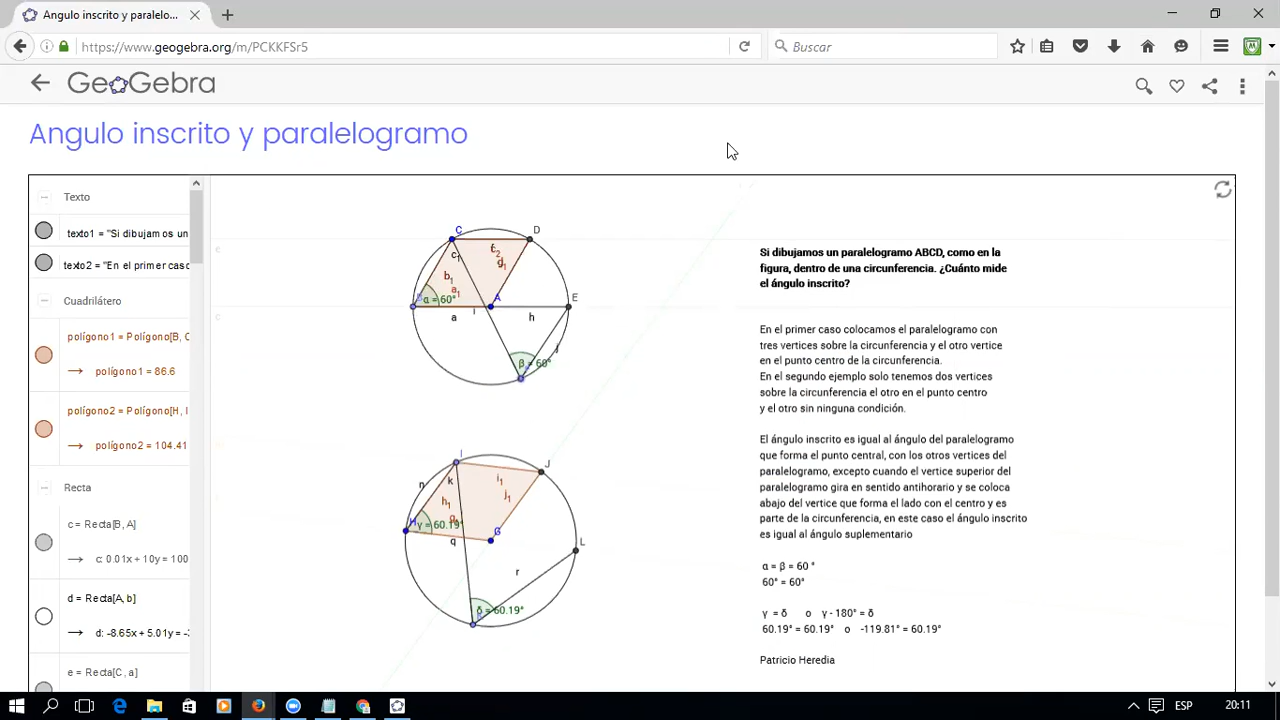 Angulo inscrito y paralelo...
https://www.geogebra.org/m/PCKKFSr5
Buscar
GeoGebra
Angulo inscrito y paralelogramo
Texto
texto1 = "Si dibujamos un
texto2 = "En el primer caso
Cuadrilátero
polígono1 = Polígono[B, C
→ polígono1 = 86.6
polígono2 = Polígono[H, I
→ polígono2 = 104.41
Recta
c = Recta[B, A]
→ c: 0.01x + 10y = 100
d = Recta[A, b]
→ d: -8.65x + 5.01y = -
e = Recta[C, a]
C
D
c₁
g₁
b₁
a₁
α = 60°
A
E
a
i
h
j
β = 60°
I
J
n
k
i₁
j₁
h₁
H
γ = 60.19°
G
q
L
r
δ = 60.19°
Si dibujamos un paralelogramo ABCD, como en la
figura, dentro de una circunferencia. ¿Cuánto mide
el ángulo inscrito?
En el primer caso colocamos el paralelogramo con
tres vertices sobre la circunferencia y el otro vertice
en el punto centro de la circunferencia.
En el segundo ejemplo solo tenemos dos vertices
sobre la circunferencia el otro en el punto centro
y el otro sin ninguna condición.
El ángulo inscrito es igual al ángulo del paralelogramo
que forma el punto central, con los otros vertices del
paralelogramo, excepto cuando el vertice superior del
paralelogramo gira en sentido antihorario y se coloca
abajo del vertice que forma el lado con el centro y es
parte de la circunferencia, en este caso el ángulo inscrito
es igual al ángulo suplementario
α = β = 60 °
60° = 60°
γ = δ o γ - 180° = δ
60.19° = 60.19° o -119.81° = 60.19°
Patricio Heredia
ESP
20:11